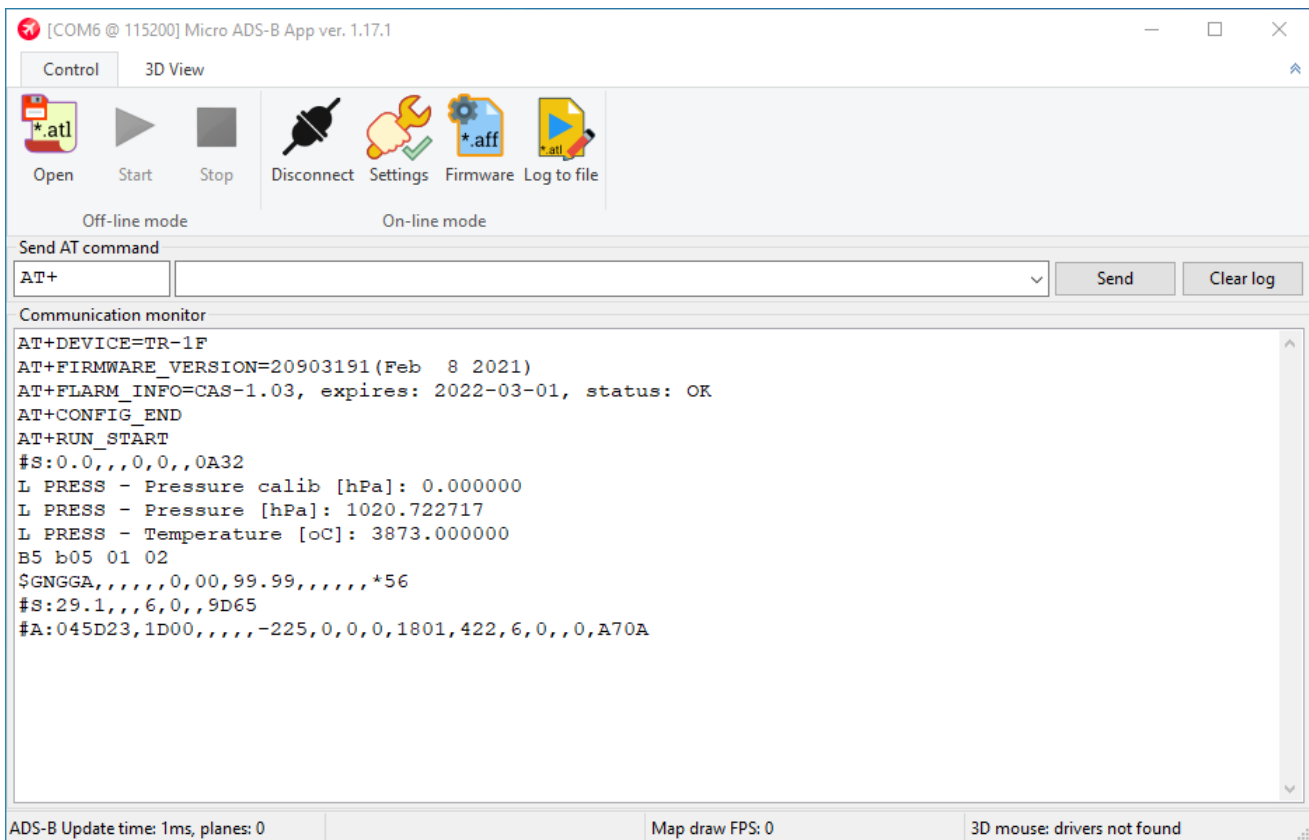 [COM6 @ 115200] Micro ADS-B App ver. 1.17.1
Control 3D View
*.atl *.aff *.atl
Open Start Stop Disconnect Settings Firmware Log to file
Off-line mode On-line mode
Send AT command
AT+ Send Clear log
Communication monitor
AT+DEVICE=TR-1F
AT+FIRMWARE_VERSION=20903191(Feb  8 2021)
AT+FLARM_INFO=CAS-1.03, expires: 2022-03-01, status: OK
AT+CONFIG_END
AT+RUN_START
#S:0.0,,,0,0,,0A32
L PRESS - Pressure calib [hPa]: 0.000000
L PRESS - Pressure [hPa]: 1020.722717
L PRESS - Temperature [oC]: 3873.000000
B5 b05 01 02
$GNGGA,,,,,,0,00,99.99,,,,,,*56
#S:29.1,,,6,0,,9D65
#A:045D23,1D00,,,,,-225,0,0,0,1801,422,6,0,,0,A70A
ADS-B Update time: 1ms, planes: 0 Map draw FPS: 0 3D mouse: drivers not found